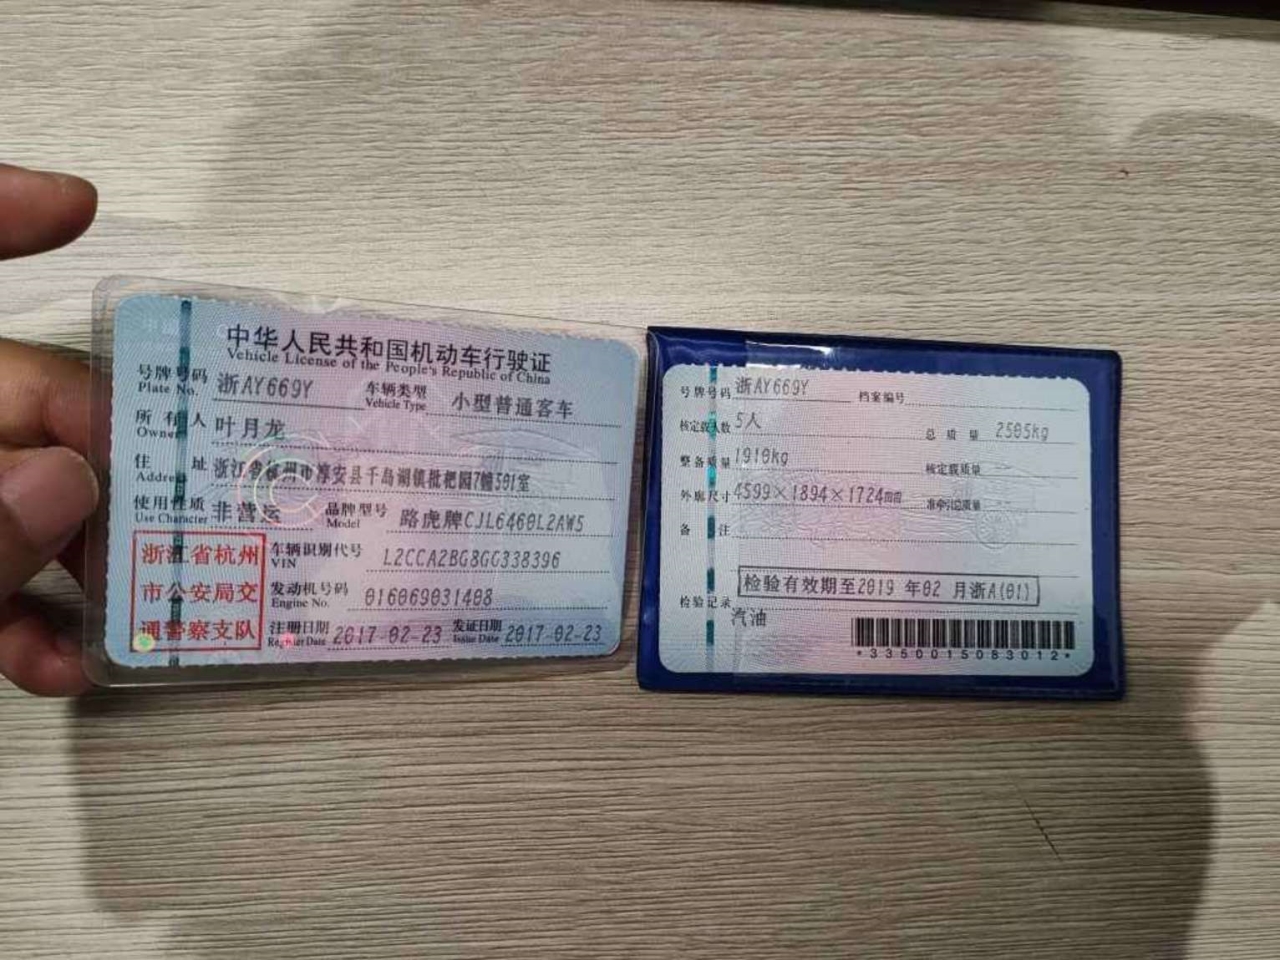 中华人民共和国机动车行驶证
Vehicle License of the People's Republic of China
号牌号码 浙AY669Y 车辆类型 小型普通客车
Plate No. Vehicle Type
所有人 叶月龙
Owner
住址 浙江省杭州市淳安县千岛湖镇枇杷园7幢501室
Address
使用性质 非营运 品牌型号 路虎牌CJL6460L2AW5
Use Character Model
浙江省杭州
市公安局交
通警察支队
车辆识别代号 L2CCA2BG8GG338396
VIN
发动机号码 016069031408
Engine No.
注册日期 2017-02-23 发证日期 2017-02-23
Register Date Issue Date
号牌号码 浙AY669Y 档案编号
核定载人数 5人 总质量 2505kg
整备质量 1910kg 核定载质量
外廓尺寸 4599×1894×1724mm 准牵引总质量
备注
检验有效期至2019 年02 月浙A(01)
检验记录
汽油
*3350015083012*